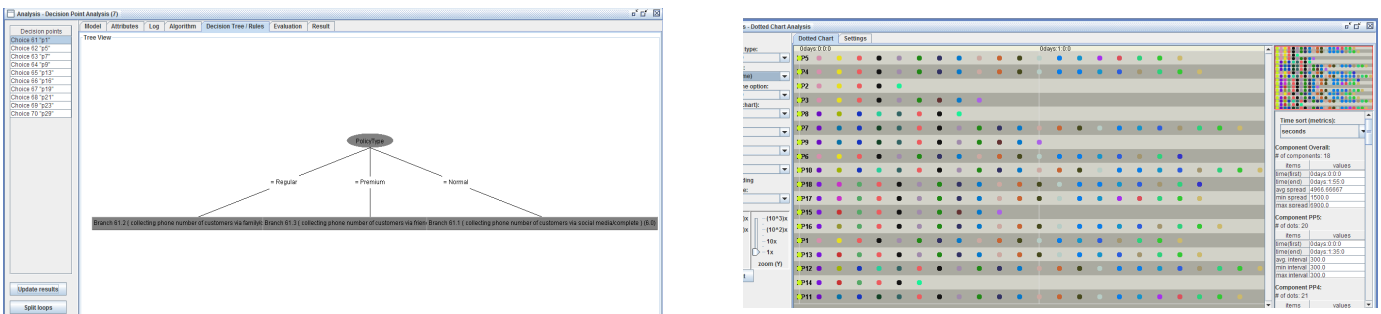 Analysis - Decision Point Analysis (7)
Decision points
Choice 61 "p1"
Choice 62 "p5"
Choice 63 "p7"
Choice 64 "p9"
Choice 65 "p13"
Choice 66 "p16"
Choice 67 "p19"
Choice 68 "p21"
Choice 69 "p23"
Choice 70 "p29"
Update results
Split loops
Model Attributes Log Algorithm Decision Tree / Rules Evaluation Result
Tree View
PolicyType
= Regular = Premium = Normal
Branch 61.2 ( collecting phone number of customers via family Branch 61.3 ( collecting phone number of customers via frien Branch 61.1 ( collecting phone number of customers via social media/complete ) (6.0)
s - Dotted Chart Analysis
Dotted Chart Settings
type:
ne option:
chart):
zoom (Y)
(10^3)x
(10^2)x
10x
1x
0days:0:0:0 0days:1:0:0
P5
P4
P2
P3
P8
P7
P9
P6
P10
P18
P17
P15
P16
P1
P13
P12
P14
P11
Time sort (metrics):
seconds
Component Overall:
# of components: 18
items values
time(first) 0days:0:0:0
time(end) 0days:1:55:0
avg spread 4966.66667
min spread 1500.0
max spread 6900.0
Component PP5:
# of dots: 20
items values
time(first) 0days:0:0:0
time(end) 0days:1:35:0
avg. interval 300.0
min interval 300.0
max interval 300.0
Component PP4:
# of dots: 21
items values